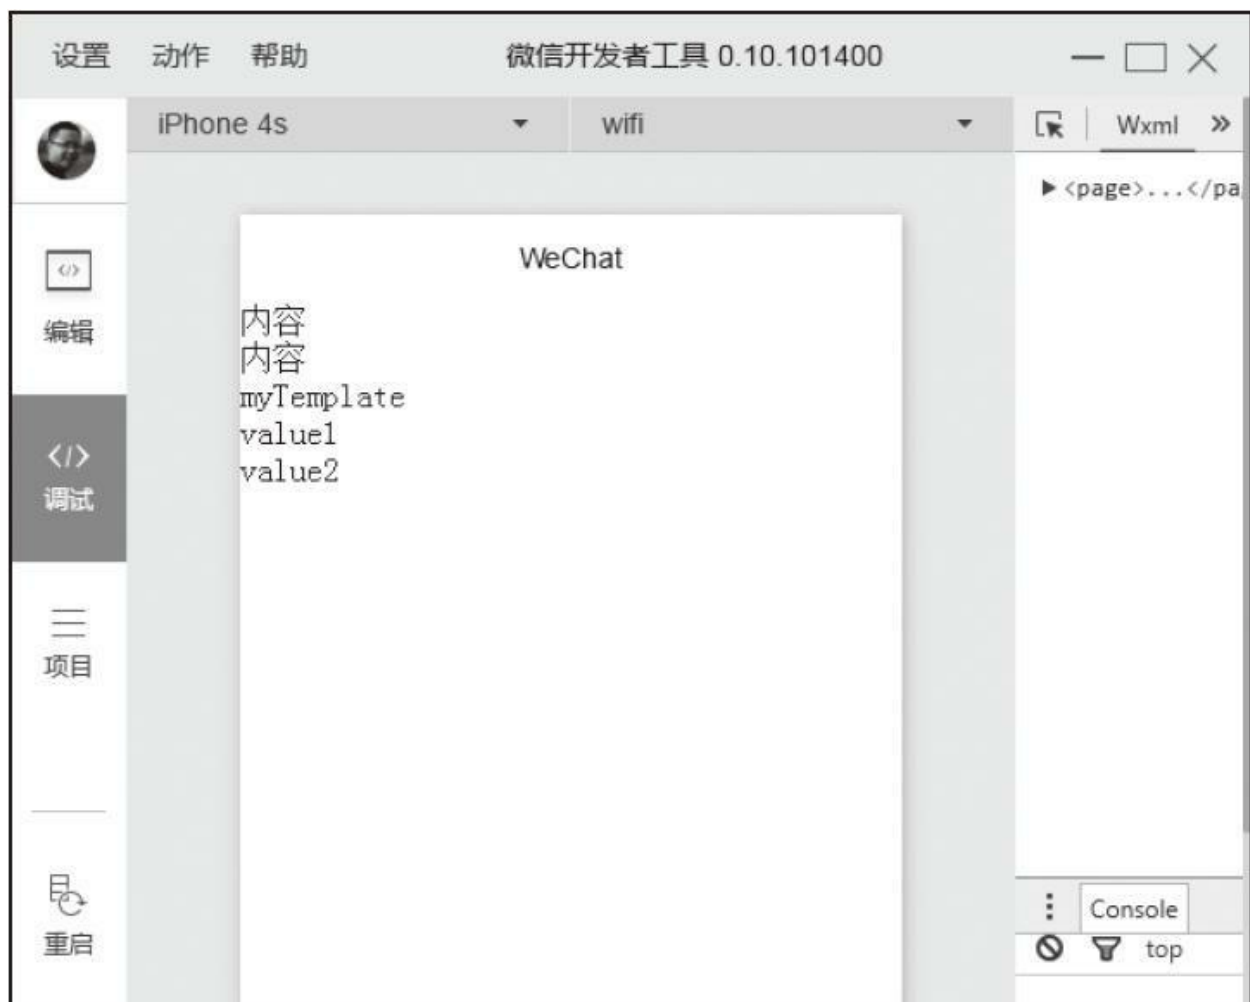 设置 动作 帮助 微信开发者工具 0.10.101400
iPhone 4s wifi Wxml »
▶<page>...</pa
WeChat
内容
内容
myTemplate
value1
value2
</>
编辑
</>
调试
项目
重启
Console
top